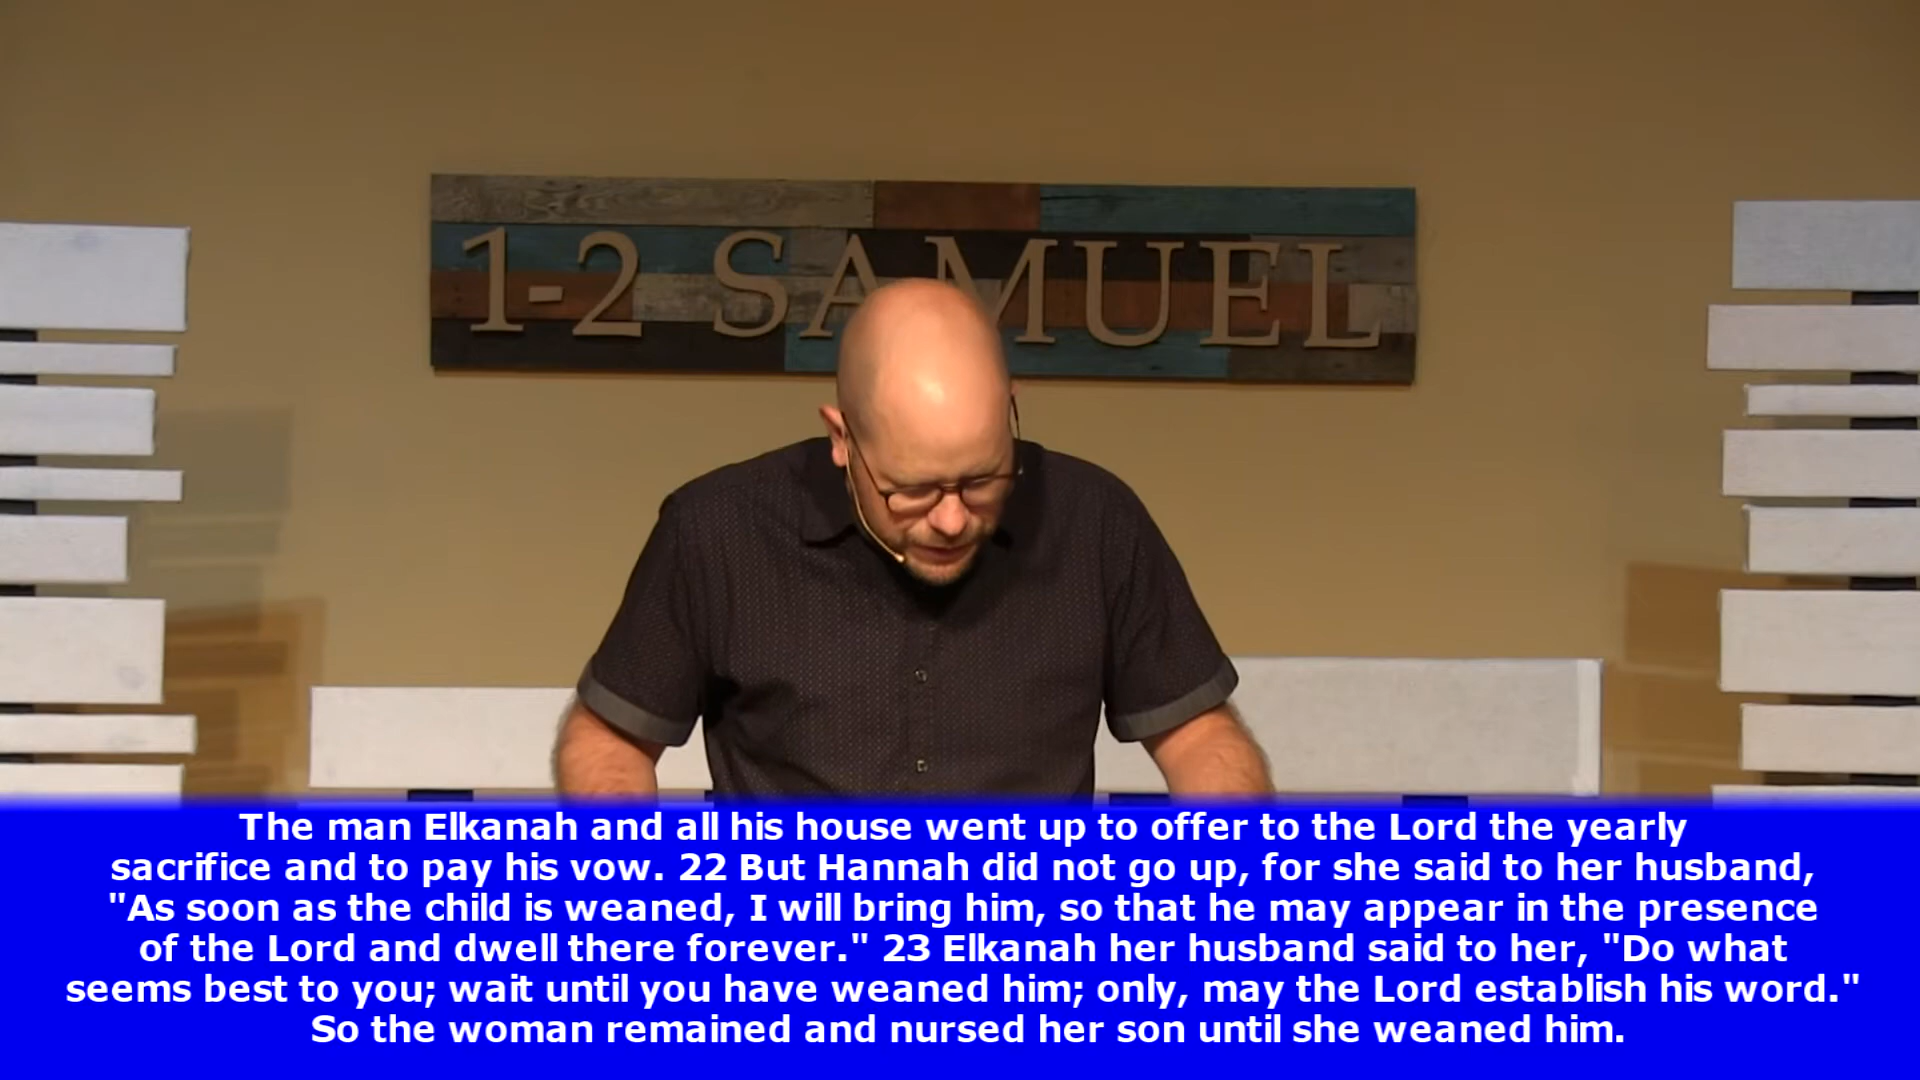 1-2 SAMUEL
The man Elkanah and all his house went up to offer to the Lord the yearly
sacrifice and to pay his vow. 22 But Hannah did not go up, for she said to her husband,
"As soon as the child is weaned, I will bring him, so that he may appear in the presence
of the Lord and dwell there forever." 23 Elkanah her husband said to her, "Do what
seems best to you; wait until you have weaned him; only, may the Lord establish his word."
So the woman remained and nursed her son until she weaned him.